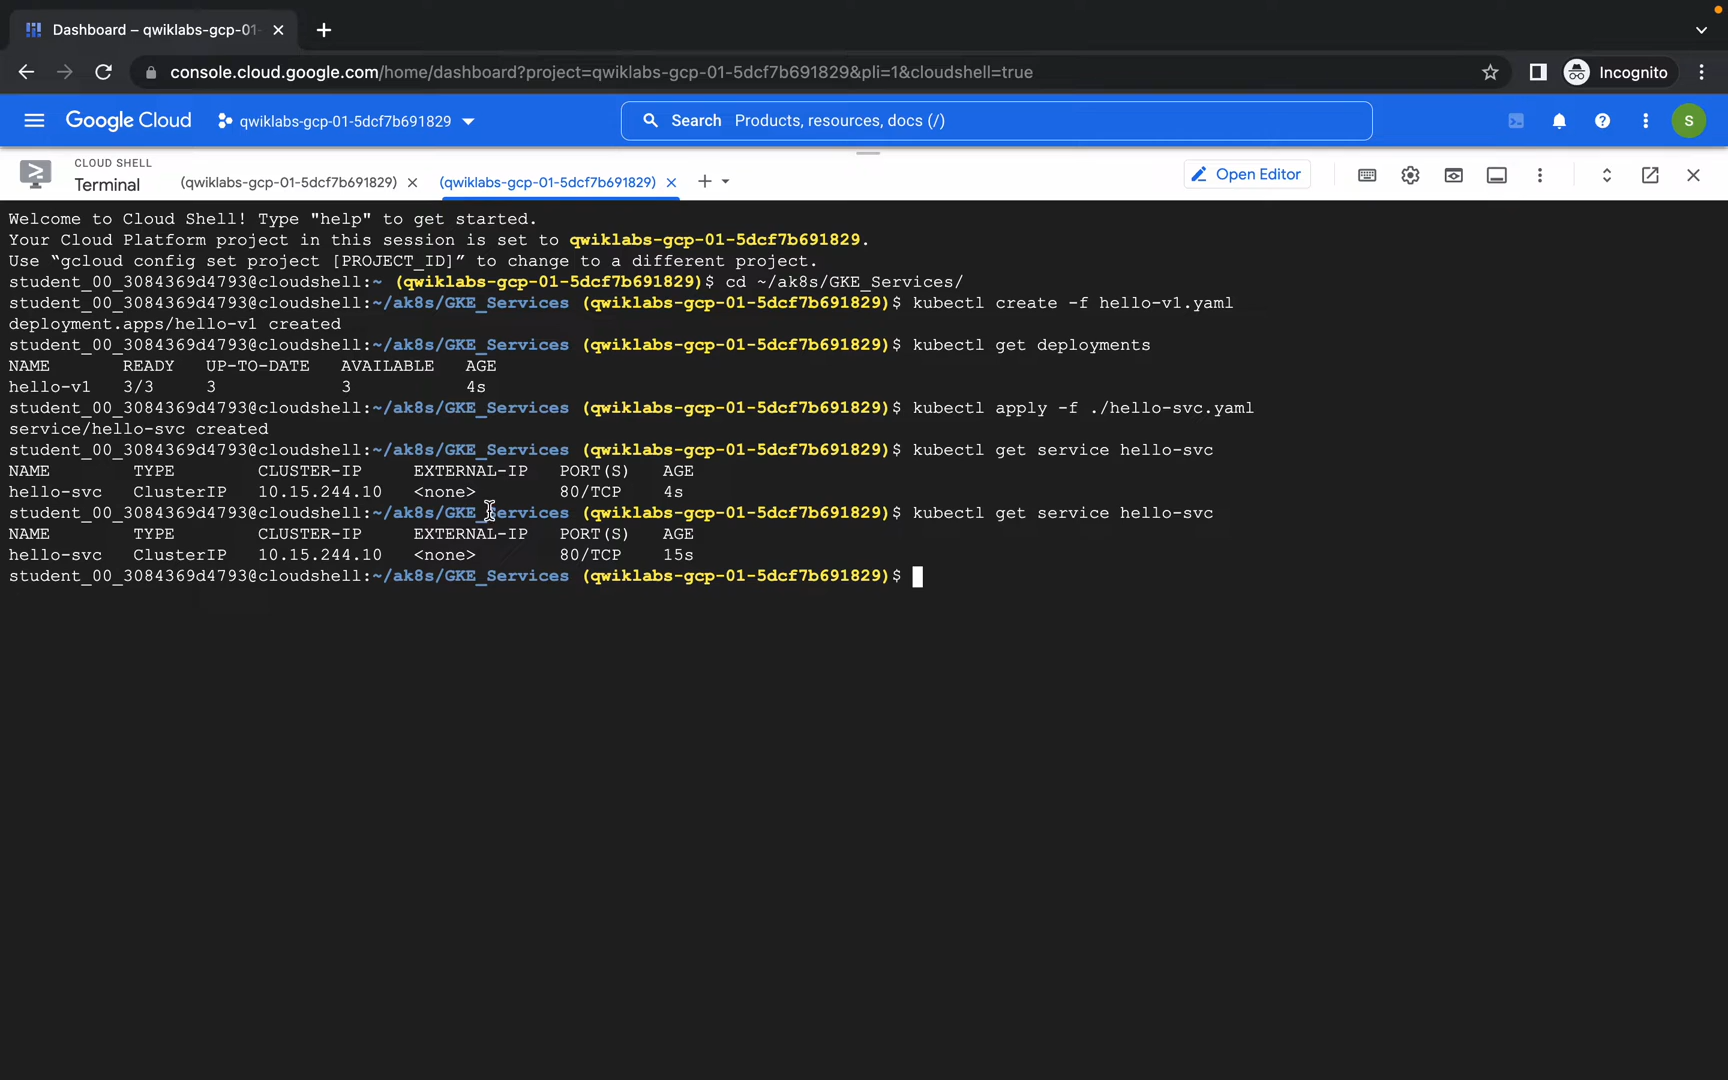 Dashboard – qwiklabs-gcp-01-
console.cloud.google.com/home/dashboard?project=qwiklabs-gcp-01-5dcf7b691829&pli=1&cloudshell=true
Incognito
Google Cloud
qwiklabs-gcp-01-5dcf7b691829
Search Products, resources, docs (/)
S
CLOUD SHELL
Terminal
(qwiklabs-gcp-01-5dcf7b691829)
(qwiklabs-gcp-01-5dcf7b691829)
Open Editor
Welcome to Cloud Shell! Type "help" to get started.
Your Cloud Platform project in this session is set to qwiklabs-gcp-01-5dcf7b691829.
Use “gcloud config set project [PROJECT_ID]” to change to a different project.
student_00_3084369d4793@cloudshell:~ (qwiklabs-gcp-01-5dcf7b691829)$ cd ~/ak8s/GKE_Services/
student_00_3084369d4793@cloudshell:~/ak8s/GKE_Services (qwiklabs-gcp-01-5dcf7b691829)$ kubectl create -f hello-v1.yaml
deployment.apps/hello-v1 created
student_00_3084369d4793@cloudshell:~/ak8s/GKE_Services (qwiklabs-gcp-01-5dcf7b691829)$ kubectl get deployments
NAME READY UP-TO-DATE AVAILABLE AGE
hello-v1 3/3 3 3 4s
student_00_3084369d4793@cloudshell:~/ak8s/GKE_Services (qwiklabs-gcp-01-5dcf7b691829)$ kubectl apply -f ./hello-svc.yaml
service/hello-svc created
student_00_3084369d4793@cloudshell:~/ak8s/GKE_Services (qwiklabs-gcp-01-5dcf7b691829)$ kubectl get service hello-svc
NAME TYPE CLUSTER-IP EXTERNAL-IP PORT(S) AGE
hello-svc ClusterIP 10.15.244.10 <none> 80/TCP 4s
student_00_3084369d4793@cloudshell:~/ak8s/GKE_Services (qwiklabs-gcp-01-5dcf7b691829)$ kubectl get service hello-svc
NAME TYPE CLUSTER-IP EXTERNAL-IP PORT(S) AGE
hello-svc ClusterIP 10.15.244.10 <none> 80/TCP 15s
student_00_3084369d4793@cloudshell:~/ak8s/GKE_Services (qwiklabs-gcp-01-5dcf7b691829)$